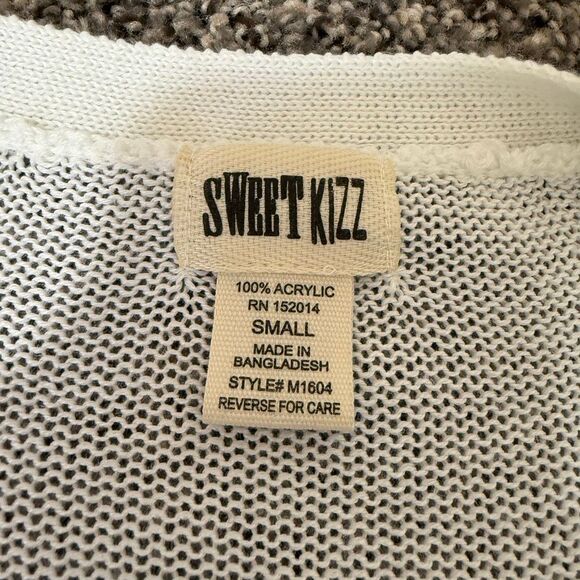 SWEET KIZZ
100% ACRYLIC
RN 152014
SMALL
MADE IN
BANGLADESH
STYLE# M1604
REVERSE FOR CARE